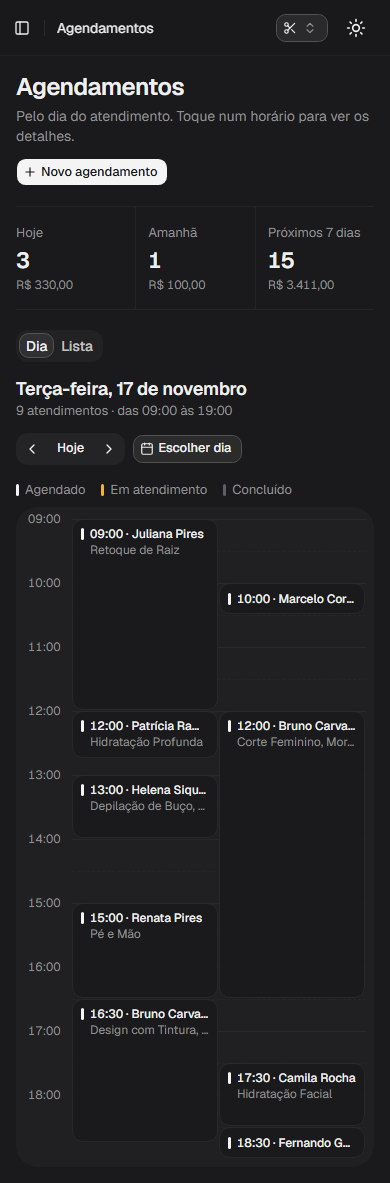 Agendamentos
Agendamentos
Pelo dia do atendimento. Toque num horário para ver os
detalhes.
+ Novo agendamento
Hoje
3
R$ 330,00
Amanhã
1
R$ 100,00
Próximos 7 dias
15
R$ 3.411,00
Dia
Lista
Terça-feira, 17 de novembro
9 atendimentos · das 09:00 às 19:00
Hoje
Escolher dia
Agendado
Em atendimento
Concluído
09:00
09:00 · Juliana Pires
Retoque de Raiz
10:00
10:00 · Marcelo Cor...
11:00
12:00
12:00 · Patrícia Ra...
Hidratação Profunda
12:00 · Bruno Carva...
Corte Feminino, Mor...
13:00
13:00 · Helena Siqu...
Depilação de Buço, ...
14:00
15:00
15:00 · Renata Pires
Pé e Mão
16:00
16:30 · Bruno Carva...
Design com Tintura, ...
17:00
17:30 · Camila Rocha
Hidratação Facial
18:00
18:30 · Fernando G...